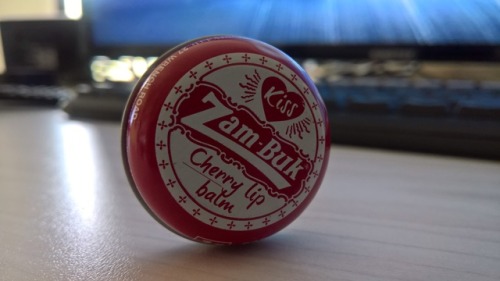 Kiss
Zam-Buk
Cherry lip
balm